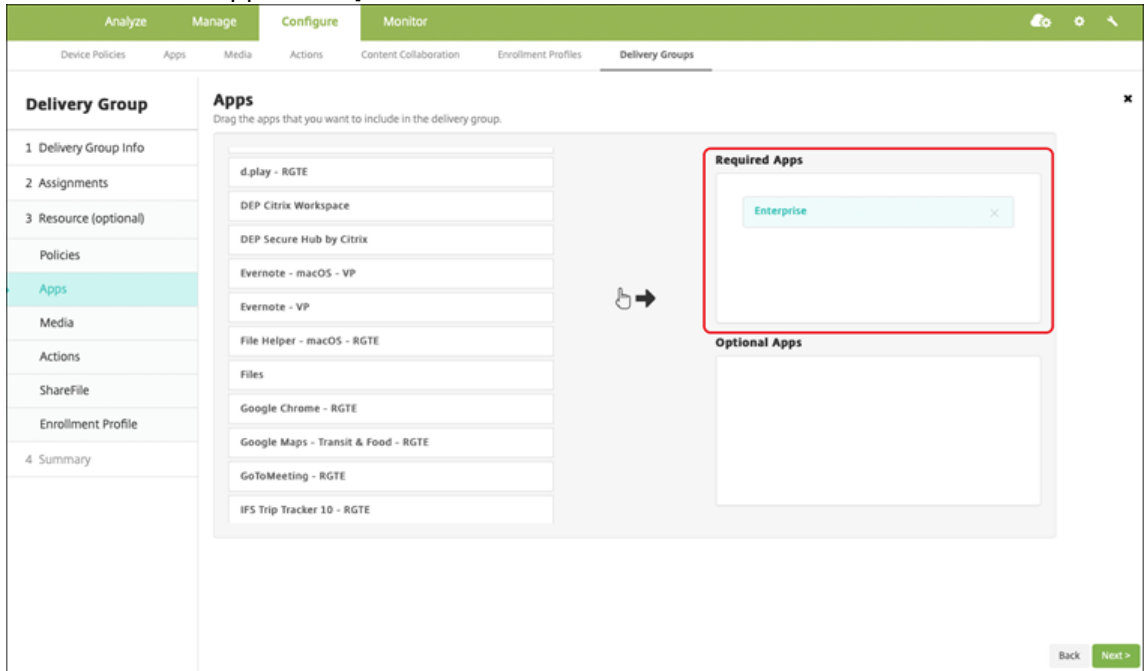 Analyze Manage Configure Monitor
Device Policies Apps Media Actions Content Collaboration Enrollment Profiles Delivery Groups
Delivery Group
1 Delivery Group Info
2 Assignments
3 Resource (optional)
Policies
Apps
Media
Actions
ShareFile
Enrollment Profile
4 Summary
Apps
Drag the apps that you want to include in the delivery group.
d.play - RGTE
DEP Citrix Workspace
DEP Secure Hub by Citrix
Evernote - macOS - VP
Evernote - VP
File Helper - macOS - RGTE
Files
Google Chrome - RGTE
Google Maps - Transit & Food - RGTE
GoToMeeting - RGTE
IFS Trip Tracker 10 - RGTE
Required Apps
Enterprise
Optional Apps
Back Next >